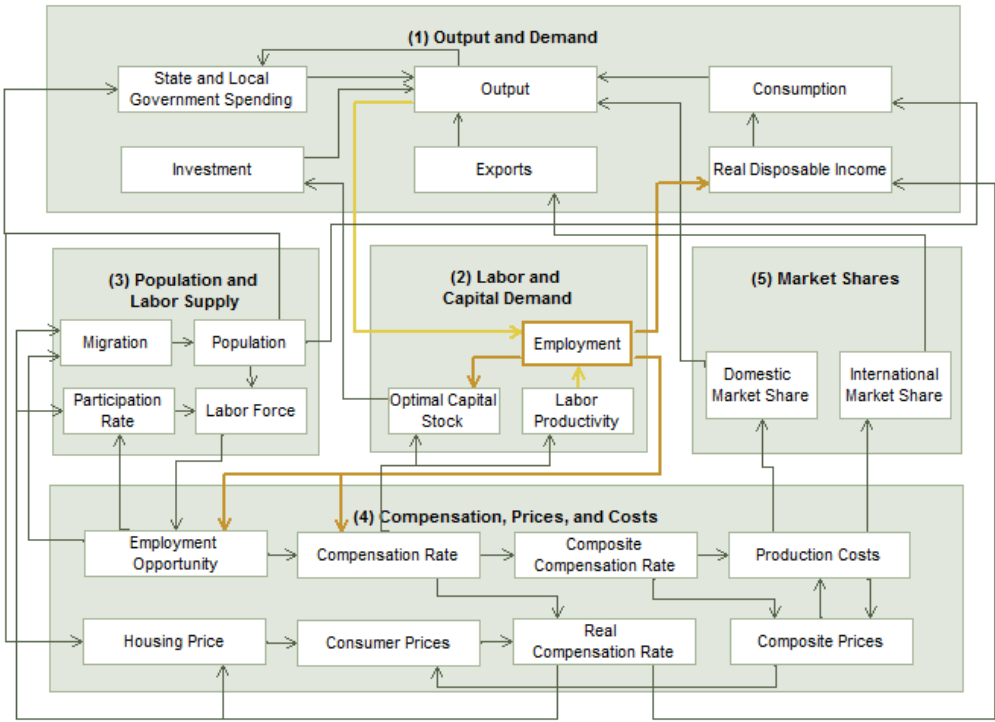 (1) Output and Demand
State and Local
Government Spending
Output
Consumption
Investment
Exports
Real Disposable Income
(3) Population and
Labor Supply
(2) Labor and
Capital Demand
(5) Market Shares
Migration
Population
Employment
Participation
Rate
Labor Force
Optimal Capital
Stock
Labor
Productivity
Domestic
Market Share
International
Market Share
(4) Compensation, Prices, and Costs
Employment
Opportunity
Compensation Rate
Composite
Compensation Rate
Production Costs
Housing Price
Consumer Prices
Real
Compensation Rate
Composite Prices